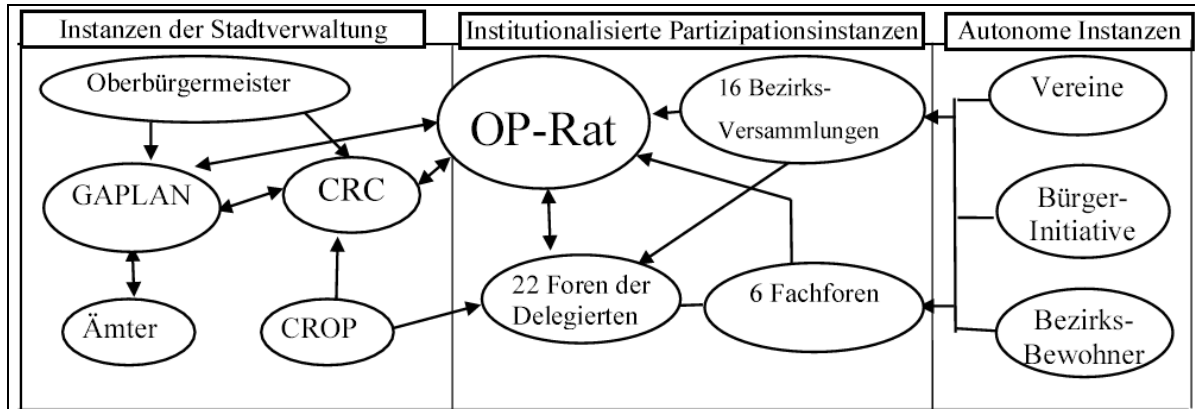 Instanzen der Stadtverwaltung
Institutionalisierte Partizipationsinstanzen
Autonome Instanzen
Oberbürgermeister
GAPLAN
CRC
Ämter
CROP
OP-Rat
16 Bezirks-
Versammlungen
22 Foren der
Delegierten
6 Fachforen
Vereine
Bürger-
Initiative
Bezirks-
Bewohner